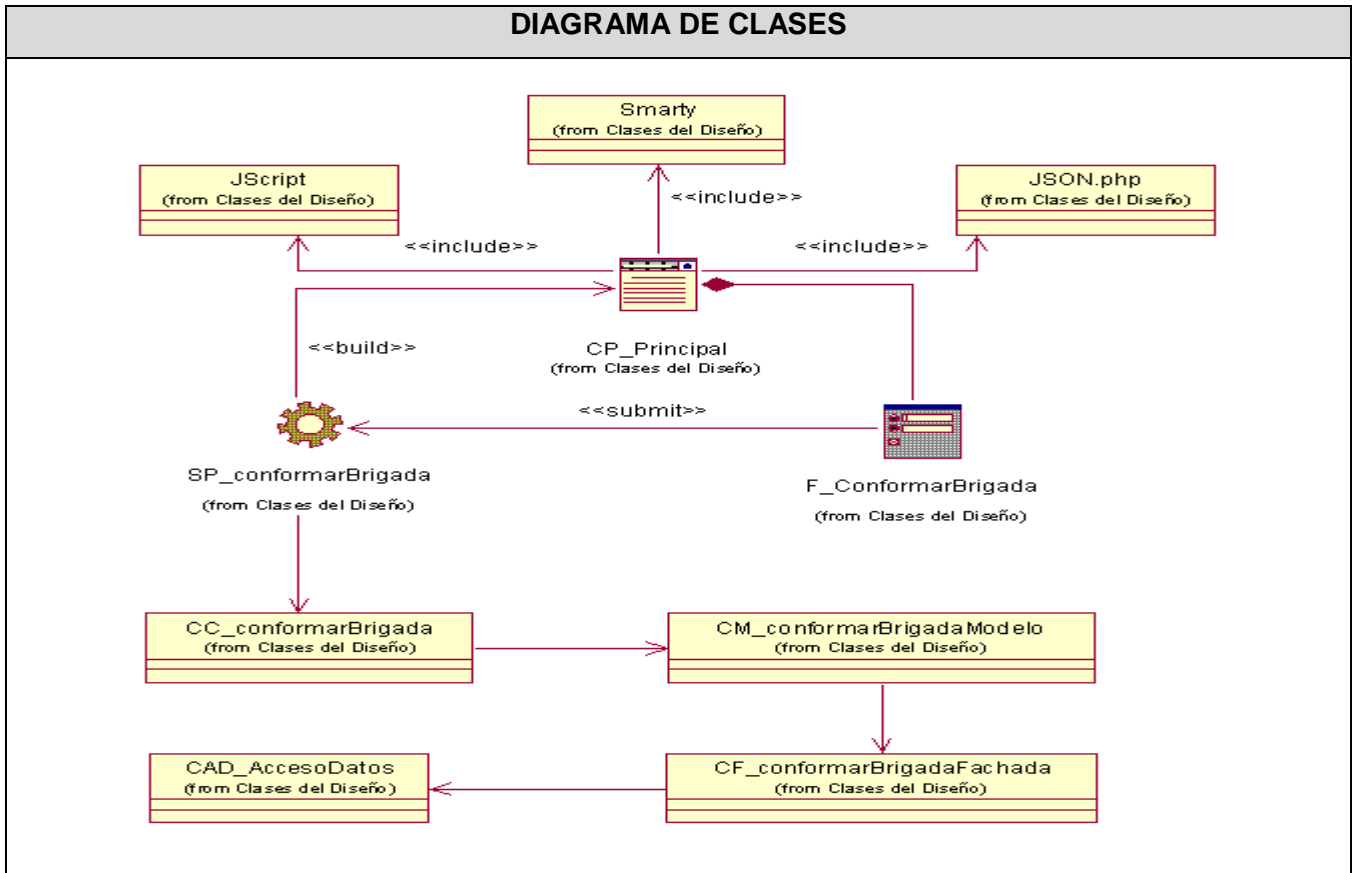 DIAGRAMA DE CLASES
Smarty
(from Clases del Diseño)
JScript
(from Clases del Diseño)
JSON.php
(from Clases del Diseño)
<<include>>
<<include>>
<<include>>
<<build>>
CP_Principal
(from Clases del Diseño)
<<submit>>
SP_conformarBrigada
(from Clases del Diseño)
F_ConformarBrigada
(from Clases del Diseño)
CC_conformarBrigada
(from Clases del Diseño)
CM_conformarBrigadaModelo
(from Clases del Diseño)
CAD_AccesoDatos
(from Clases del Diseño)
CF_conformarBrigadaFachada
(from Clases del Diseño)